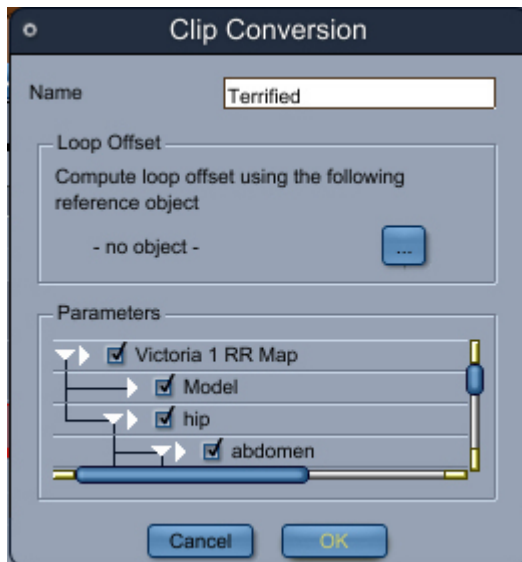 Clip Conversion
Name
Terrified
Loop Offset
Compute loop offset using the following
reference object
- no object -
...
Parameters
Victoria 1 RR Map
Model
hip
abdomen
Cancel
OK